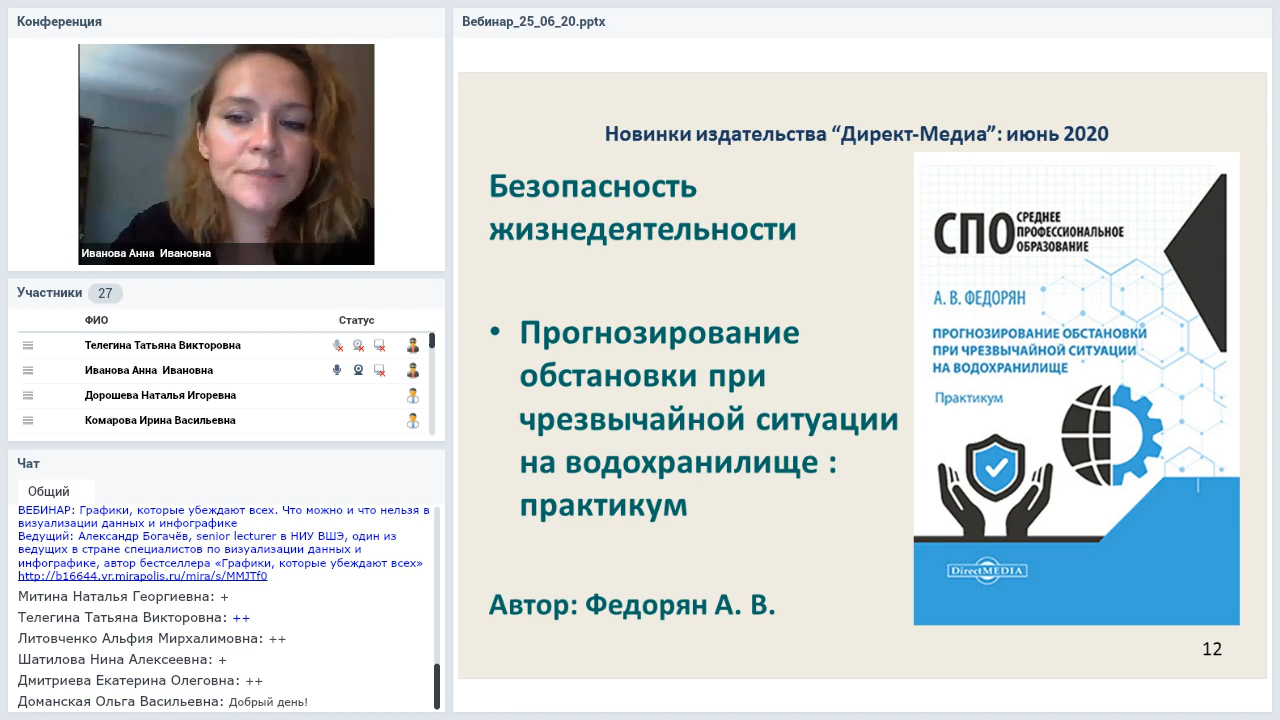 Конференция
Иванова Анна  Ивановна
Участники 27
ФИО Статус
Телегина Татьяна Викторовна
Иванова Анна  Ивановна
Дорошева Наталья Игоревна
Комарова Ирина Васильевна
Чат
Общий
ВЕБИНАР: Графики, которые убеждают всех. Что можно и что нельзя в
визуализации данных и инфографике
Ведущий: Александр Богачёв, senior lecturer в НИУ ВШЭ, один из
ведущих в стране специалистов по визуализации данных и
инфографике, автор бестселлера «Графики, которые убеждают всех»
http://b16644.vr.mirapolis.ru/mira/s/MMJTf0
Митина Наталья Георгиевна: +
Телегина Татьяна Викторовна: ++
Литовченко Альфия Мирхалимовна: ++
Шатилова Нина Алексеевна: +
Дмитриева Екатерина Олеговна: ++
Доманская Ольга Васильевна: Добрый день!
Вебинар_25_06_20.pptx
Новинки издательства “Директ-Медиа”: июнь 2020
Безопасность
жизнедеятельности
• Прогнозирование
обстановки при
чрезвычайной ситуации
на водохранилище :
практикум
Автор: Федорян А. В.
СПО СРЕДНЕЕ
ПРОФЕССИОНАЛЬНОЕ
ОБРАЗОВАНИЕ
А. В. ФЕДОРЯН
ПРОГНОЗИРОВАНИЕ ОБСТАНОВКИ
ПРИ ЧРЕЗВЫЧАЙНОЙ СИТУАЦИИ
НА ВОДОХРАНИЛИЩЕ
Практикум
DirectMEDIA
12